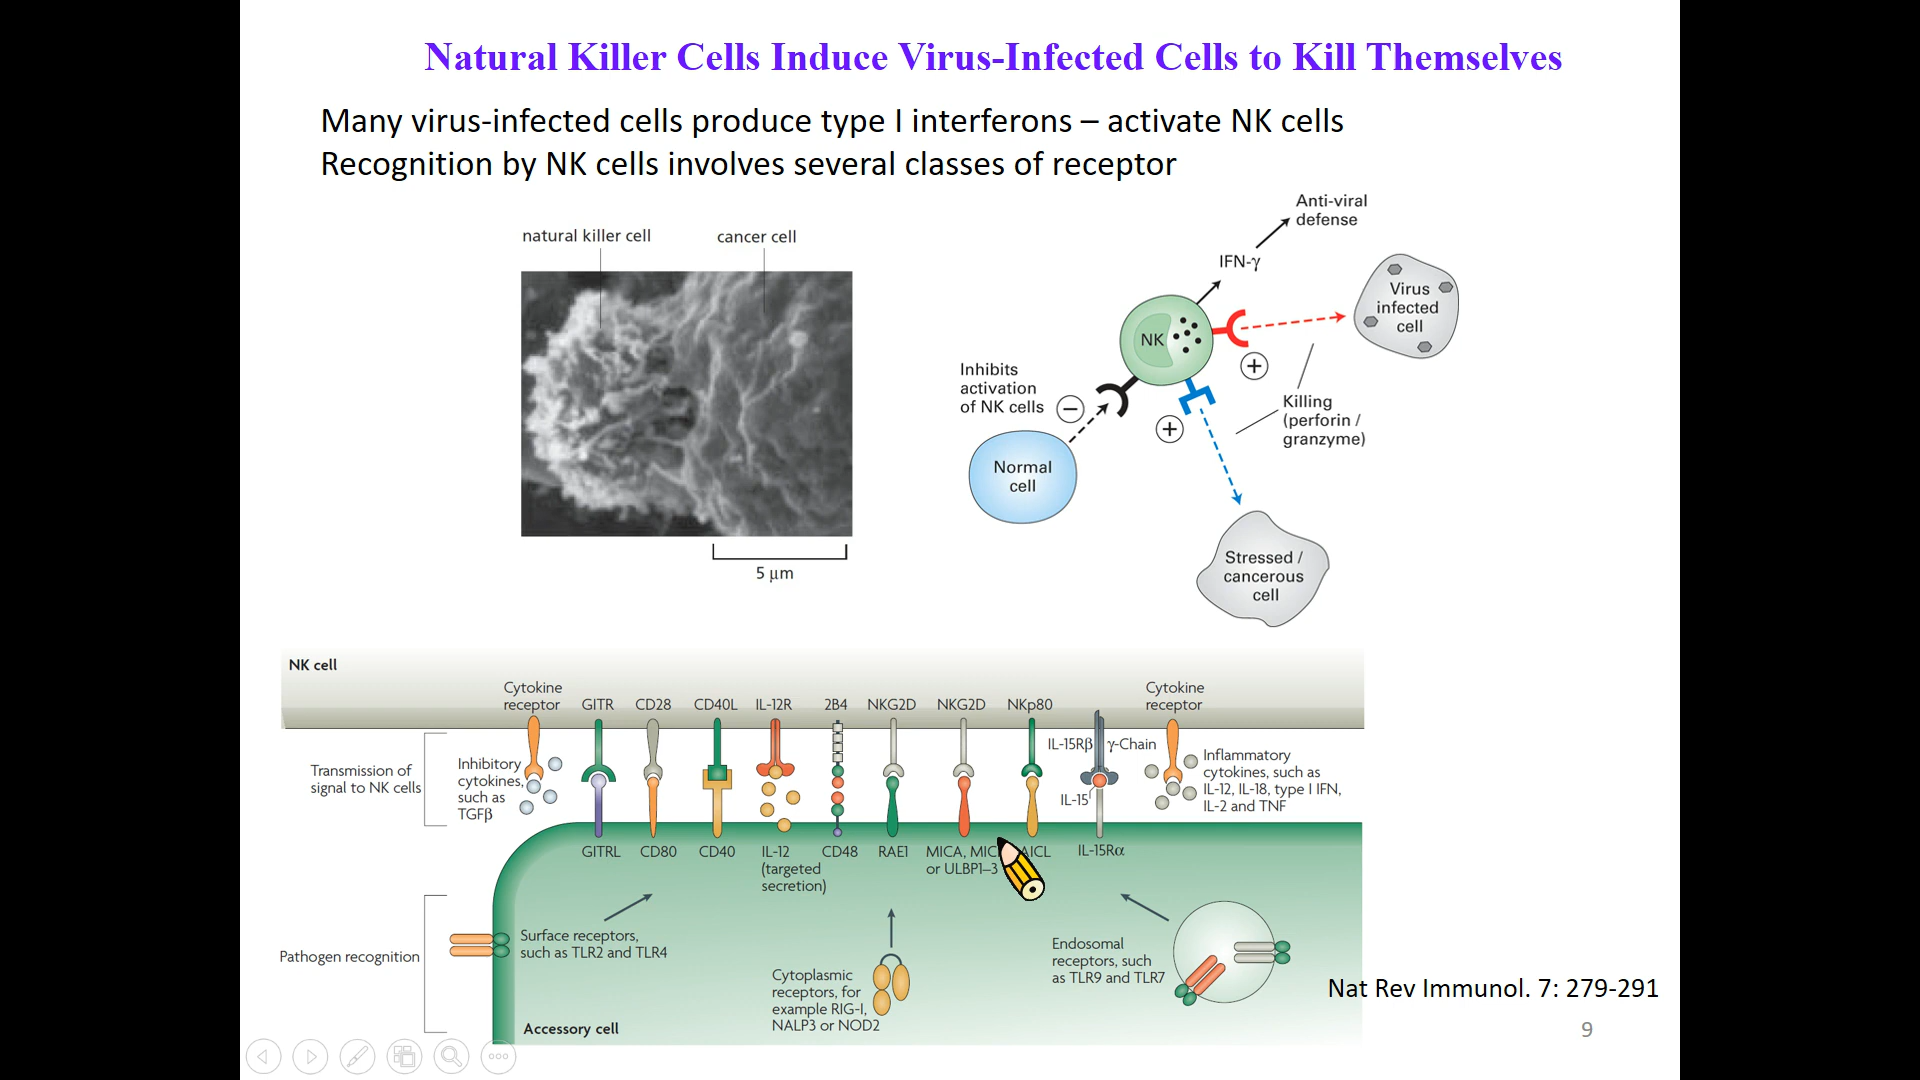 Natural Killer Cells Induce Virus-Infected Cells to Kill Themselves
Many virus-infected cells produce type I interferons – activate NK cells
Recognition by NK cells involves several classes of receptor
natural killer cell
cancer cell
5 µm
Anti-viral
defense
IFN-γ
Virus
infected
cell
NK
+
Inhibits
activation
of NK cells
−
+
Killing
(perforin /
granzyme)
Normal
cell
Stressed /
cancerous
cell
NK cell
Cytokine
receptor
GITR
CD28
CD40L
IL-12R
2B4
NKG2D
NKG2D
NKp80
Cytokine
receptor
Transmission of
signal to NK cells
Inhibitory
cytokines,
such as
TGFβ
IL-15Rβ
γ-Chain
IL-15
Inflammatory
cytokines, such as
IL-12, IL-18, type I IFN,
IL-2 and TNF
GITRL
CD80
CD40
IL-12
(targeted
secretion)
CD48
RAE1
MICA,
or ULBP1–3
AICL
IL-15Rα
Pathogen recognition
Surface receptors,
such as TLR2 and TLR4
Cytoplasmic
receptors, for
example RIG-I,
NALP3 or NOD2
Endosomal
receptors, such
as TLR9 and TLR7
Accessory cell
Nat Rev Immunol. 7: 279-291
9